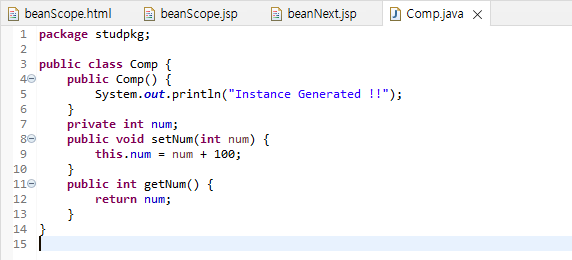 beanScope.html beanScope.jsp beanNext.jsp Comp.java
1 package studpkg;
2
3 public class Comp {
4     public Comp() {
5         System.out.println("Instance Generated !!");
6     }
7     private int num;
8     public void setNum(int num) {
9         this.num = num + 100;
10     }
11     public int getNum() {
12         return num;
13     }
14 }
15